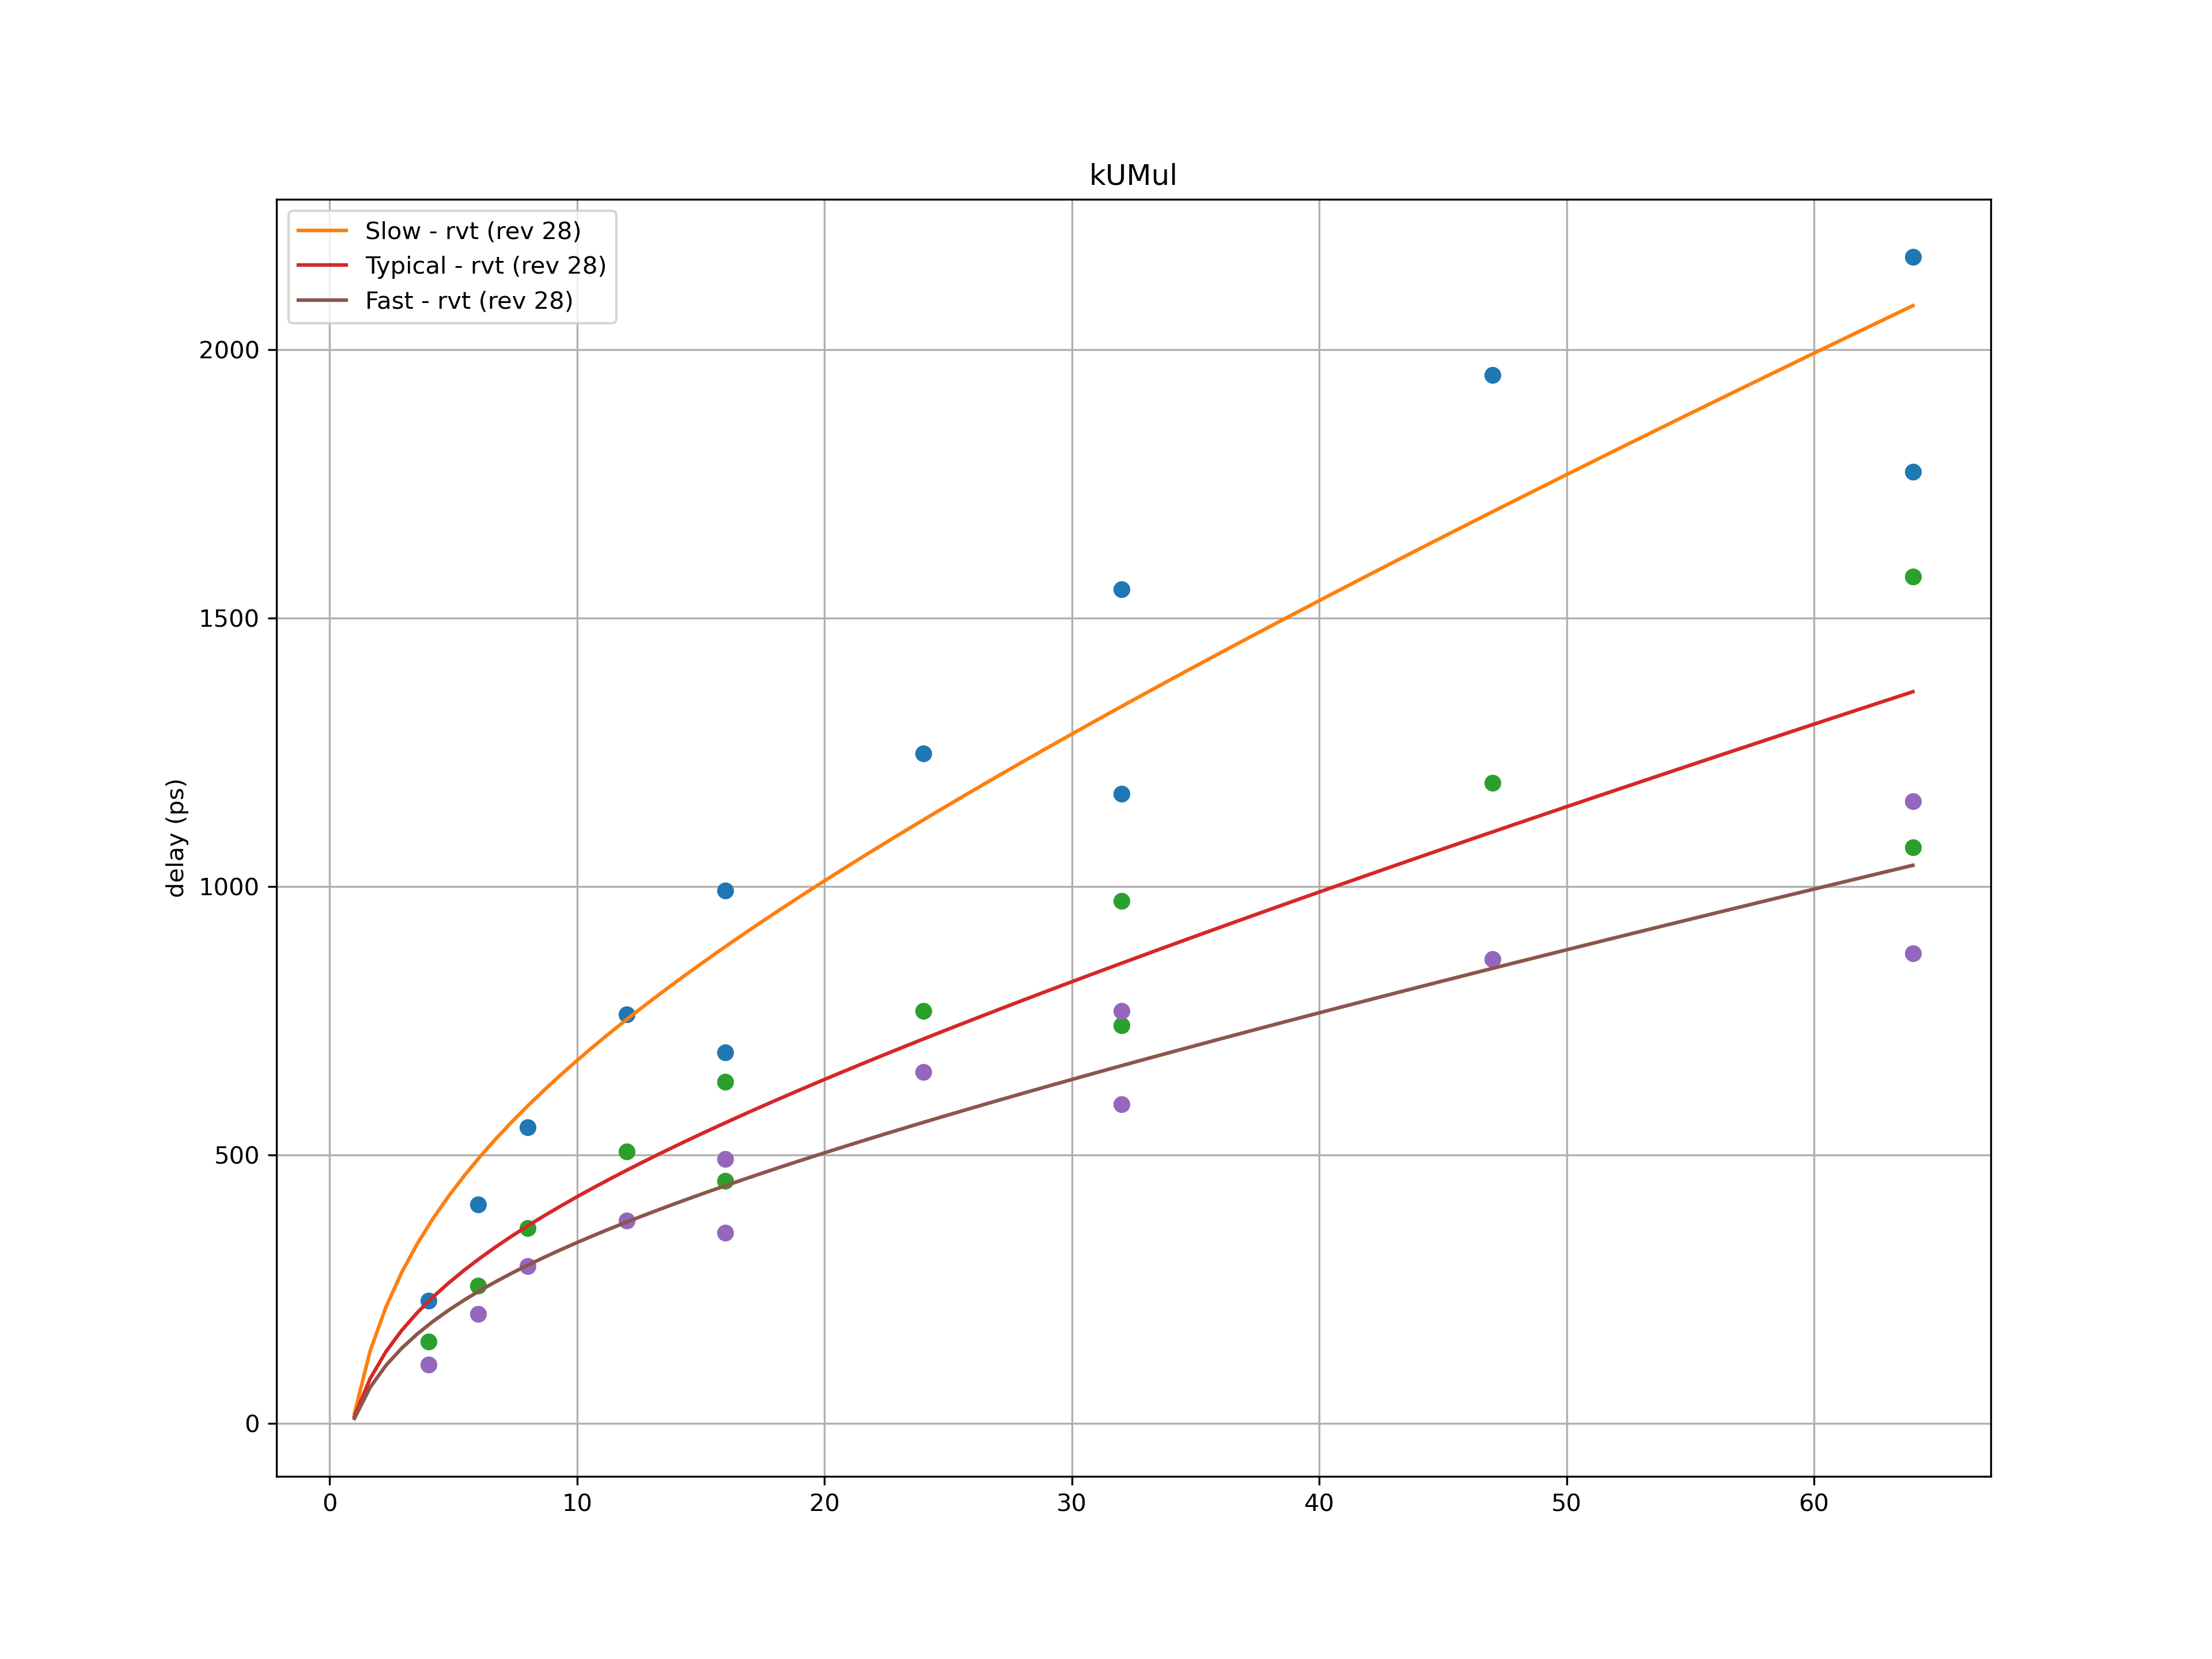 kUMul
Slow - rvt (rev 28)
Typical - rvt (rev 28)
Fast - rvt (rev 28)
delay (ps)
2000
1500
1000
500
0
0 10 20 30 40 50 60